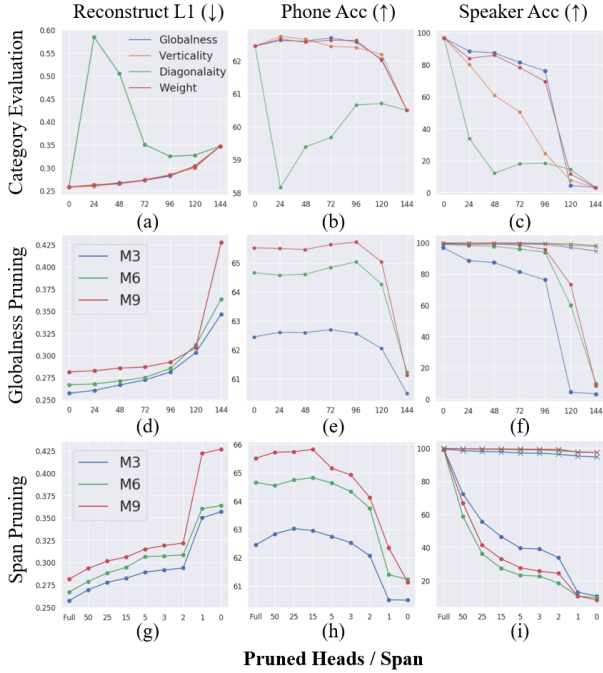 Reconstruct L1 (↓) Phone Acc (↑) Speaker Acc (↑)
Category Evaluation
0.60
0.55
0.50
0.45
0.40
0.35
0.30
0.25
Globalness
Verticality
Diagonalaity
Weight
0 24 48 72 96 120 144
(a)
62
61
60
59
58
0 24 48 72 96 120 144
(b)
100
80
60
40
20
0
0 24 48 72 96 120 144
(c)
Globalness Pruning
0.425
0.400
0.375
0.350
0.325
0.300
0.275
0.250
M3
M6
M9
0 24 48 72 96 120 144
(d)
65
64
63
62
61
0 24 48 72 96 120 144
(e)
100
80
60
40
20
0
0 24 48 72 96 120 144
(f)
Span Pruning
0.425
0.400
0.375
0.350
0.325
0.300
0.275
0.250
M3
M6
M9
Full 50 25 15 5 3 2 1 0
(g)
66
65
64
63
62
61
Full 50 25 15 5 3 2 1 0
(h)
100
80
60
40
20
Full 50 25 15 5 3 2 1 0
(i)
Pruned Heads / Span